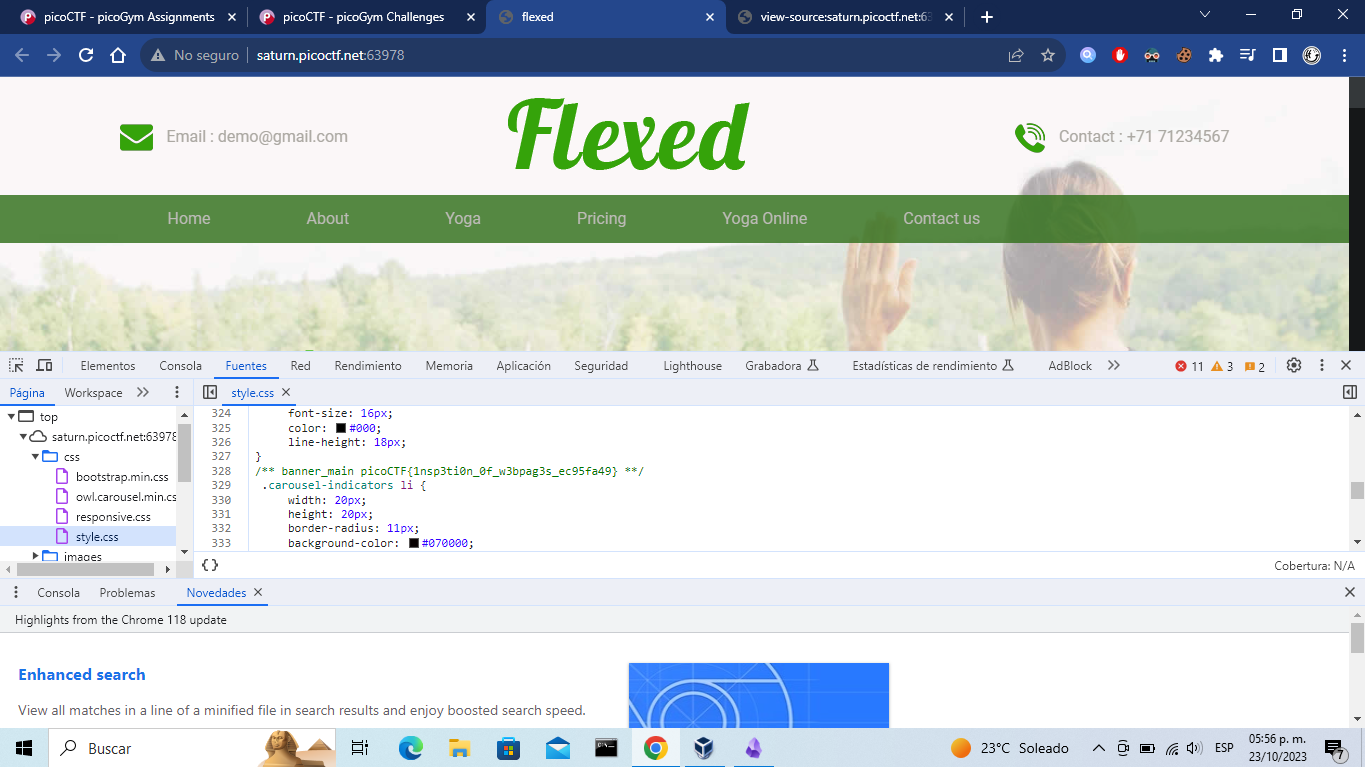 picoCTF - picoGym Assignments
picoCTF - picoGym Challenges
flexed
view-source:saturn.picoctf.net:63
No seguro
saturn.picoctf.net:63978
Email : demo@gmail.com
Flexed
Contact : +71 71234567
Home
About
Yoga
Pricing
Yoga Online
Contact us
Elementos
Consola
Fuentes
Red
Rendimiento
Memoria
Aplicación
Seguridad
Lighthouse
Grabadora
Estadísticas de rendimiento
AdBlock
11
3
2
Página
Workspace
style.css
top
saturn.picoctf.net:63978
css
bootstrap.min.css
owl.carousel.min.cs
responsive.css
style.css
images
324 font-size: 16px;
325 color: #000;
326 line-height: 18px;
327 }
328 /** banner_main picoCTF{1nsp3ti0n_0f_w3bpag3s_ec95fa49} **/
329 .carousel-indicators li {
330 width: 20px;
331 height: 20px;
332 border-radius: 11px;
333 background-color: #070000;
{}
Cobertura: N/A
Consola
Problemas
Novedades
Highlights from the Chrome 118 update
Enhanced search
View all matches in a line of a minified file in search results and enjoy boosted search speed.
Buscar
23°C Soleado
ESP
05:56 p. m.
23/10/2023
7